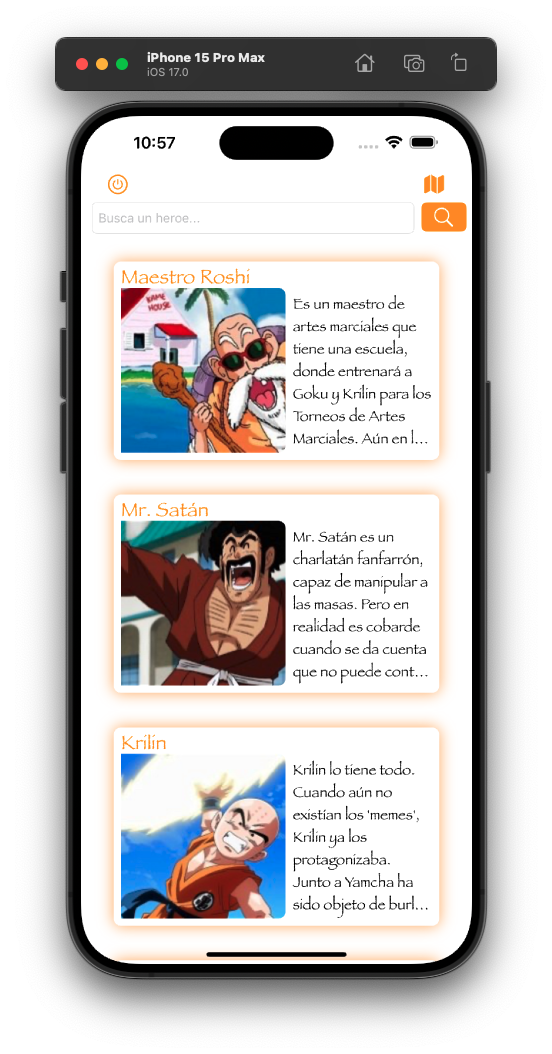 iPhone 15 Pro Max
iOS 17.0
10:57
Busca un heroe...
Maestro Roshi
KAME
HOUSE
Es un maestro de
artes marciales que
tiene una escuela,
donde entrenará a
Goku y Krilin para los
Torneos de Artes
Marciales. Aún en l...
Mr. Satán
Mr. Satán es un
charlatán fanfarrón,
capaz de manipular a
las masas. Pero en
realidad es cobarde
cuando se da cuenta
que no puede cont...
Krilin
Krilin lo tiene todo.
Cuando aún no
existían los 'memes',
Krilin ya los
protagonizaba.
Junto a Yamcha ha
sido objeto de burl...